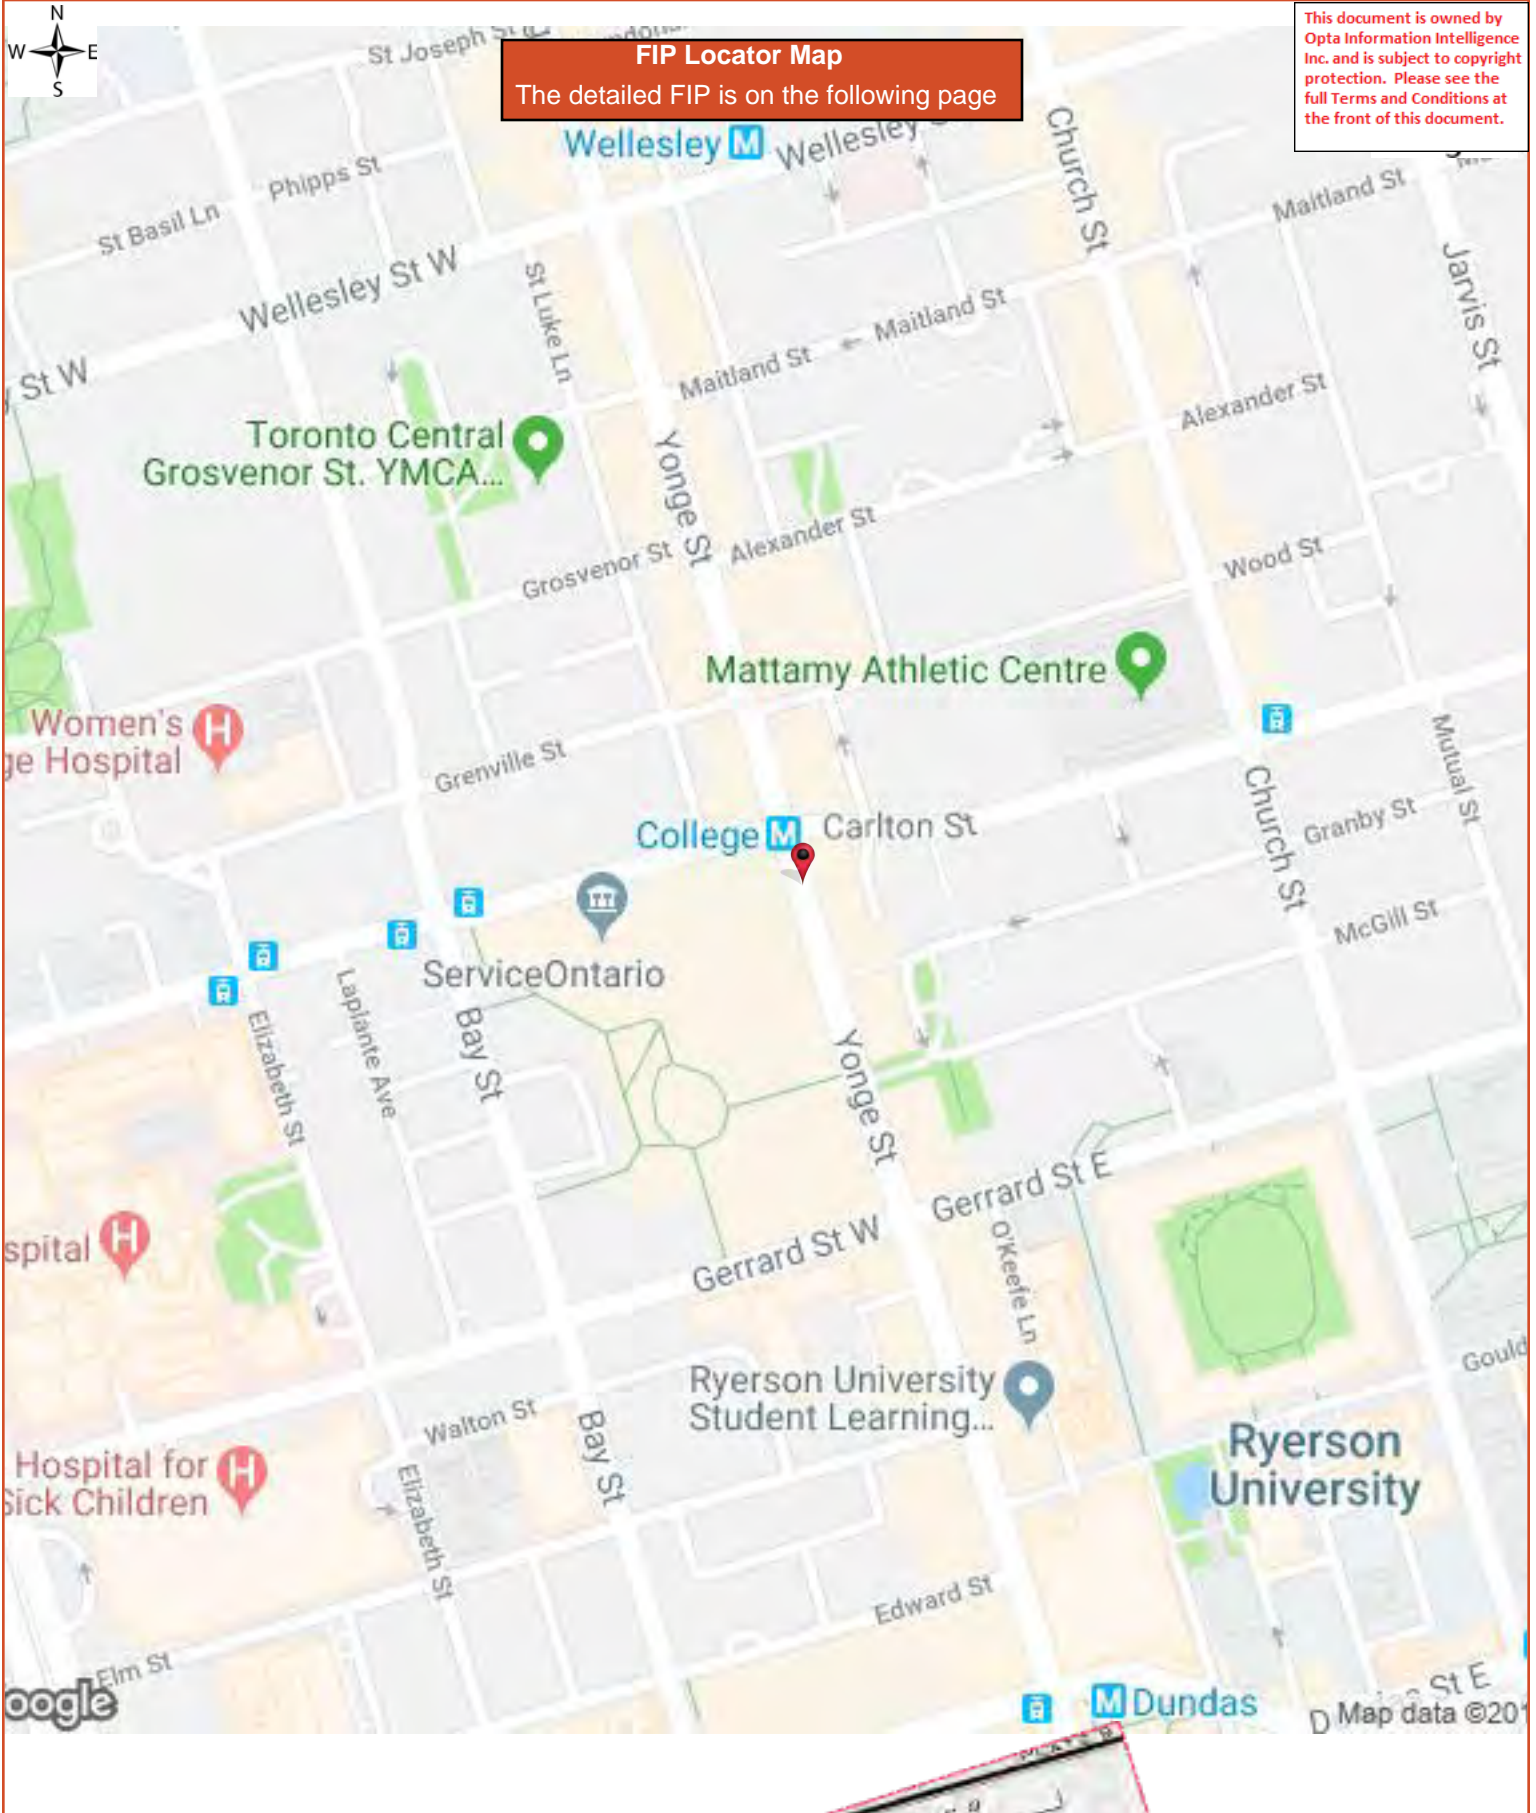 N
W E
S
FIP Locator Map
The detailed FIP is on the following page
This document is owned by
Opta Information Intelligence
Inc. and is subject to copyright
protection. Please see the
full Terms and Conditions at
the front of this document.
St Joseph St
Wellesley M
Wellesley
Church St
Phipps St
St Basil Ln
Maitland St
Wellesley St W
St Luke Ln
Jarvis St
Maitland St
Maitland St
St W
Alexander St
Toronto Central
Grosvenor St. YMCA...
Yonge St
Alexander St
Grosvenor St
Wood St
Mattamy Athletic Centre
Women's
ge Hospital
H
Grenville St
Mutual St
College M
Carlton St
Church St
Granby St
McGill St
ServiceOntario
Laplante Ave
Elizabeth St
Bay St
Yonge St
Gerrard St E
spital
H
Gerrard St W
O'Keefe Ln
Gould
Ryerson University
Student Learning...
Walton St
Bay St
Ryerson
University
Hospital for
Sick Children
H
Elizabeth St
Edward St
Elm St
oogle
M Dundas
St E
D
Map data ©201